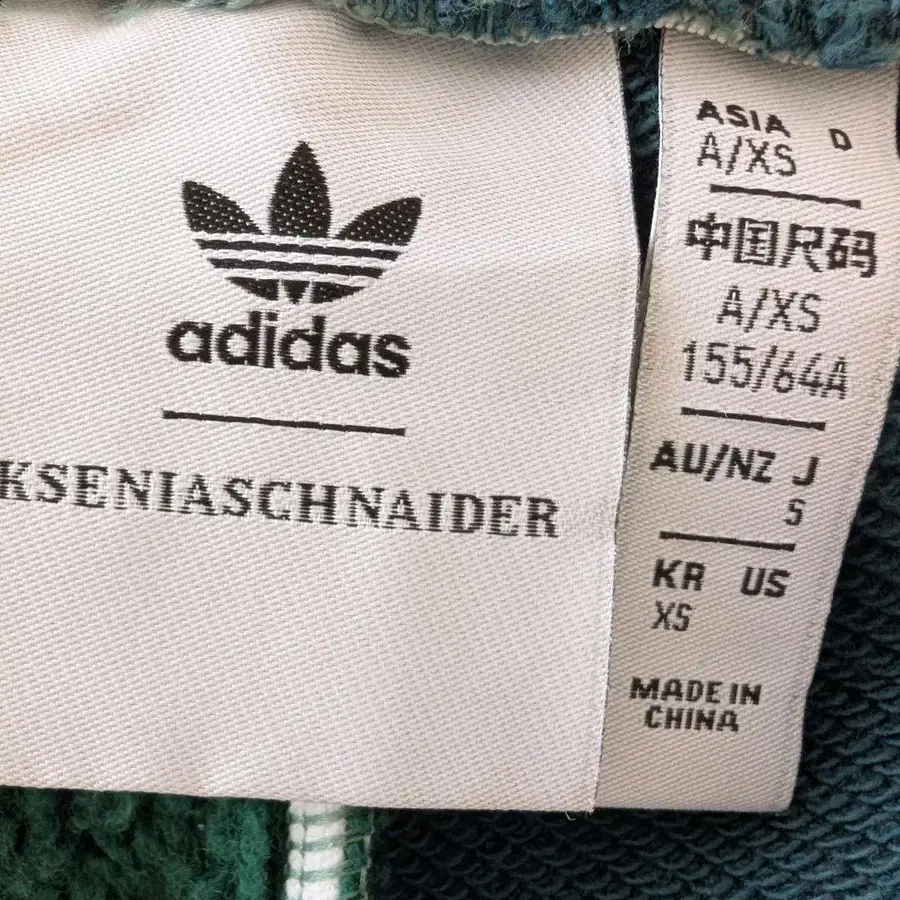 adidas
KSENIASCHNAIDER
ASIA D
A/XS
中国尺码
A/XS
155/64A
AU/NZ J
S
KR US
XS
MADE IN
CHINA